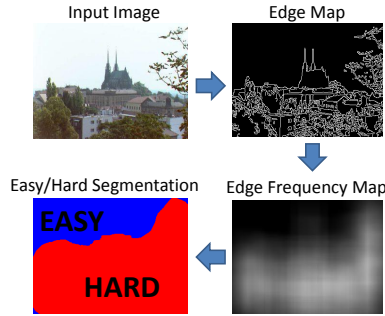 Input Image
Edge Map
Easy/Hard Segmentation
Edge Frequency Map
EASY
HARD